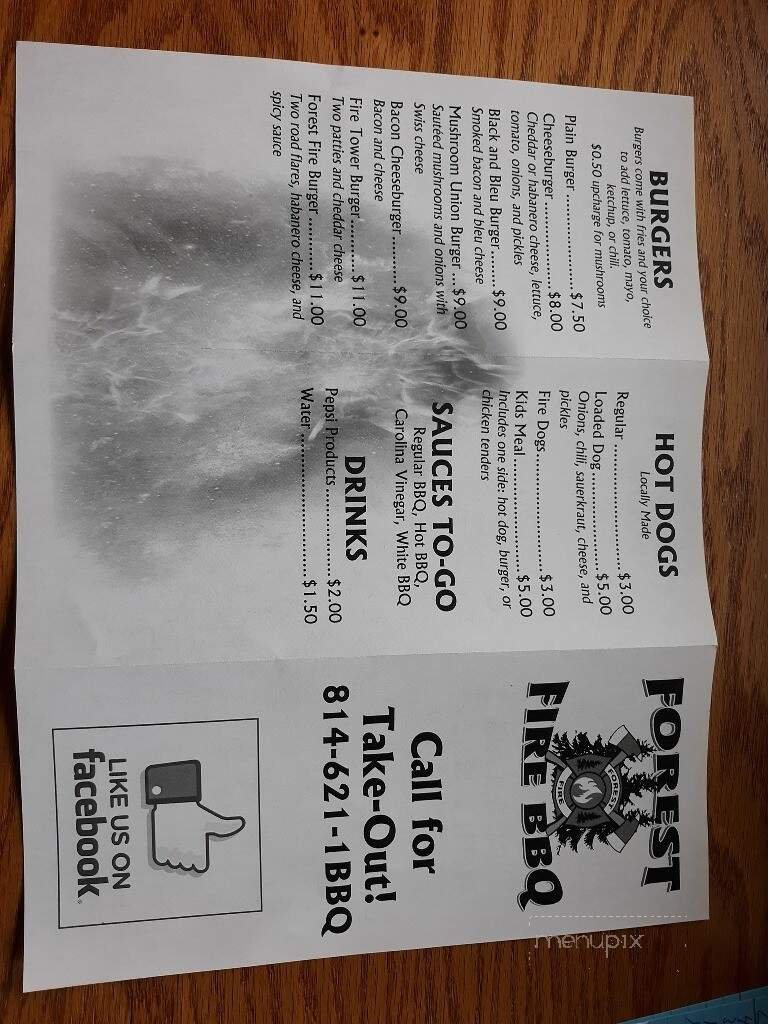 BURGERS
Burgers come with fries and your choice
to add lettuce, tomato, mayo,
ketchup, or chili.
$0.50 upcharge for mushrooms
Plain Burger ................ $7.50
Cheeseburger ............... $8.00
Cheddar or habanero cheese, lettuce,
tomato, onions, and pickles
Black and Bleu Burger ....... $9.00
Smoked bacon and bleu cheese
Mushroom Union Burger ... $9.00
Sautéed mushrooms and onions with
Swiss cheese
Bacon Cheeseburger ......... $9.00
Bacon and cheese
Fire Tower Burger ........... $11.00
Two patties and cheddar cheese
Forest Fire Burger ........... $11.00
Two road flares, habanero cheese, and
spicy sauce
HOT DOGS
Locally Made
Regular ..................... $3.00
Loaded Dog ................. $5.00
Onions, chili, sauerkraut, cheese, and
pickles
Fire Dogs .................... $3.00
Kids Meal .................... $5.00
Includes one side: hot dog, burger, or
chicken tenders
SAUCES TO-GO
Regular BBQ, Hot BBQ,
Carolina Vinegar, White BBQ
DRINKS
Pepsi Products ................ $2.00
Water ......................... $1.50
FOREST
FOREST
FIRE
FIRE BBQ
Call for
Take-Out!
814-621-1BBQ
LIKE US ON
facebook®
menupix